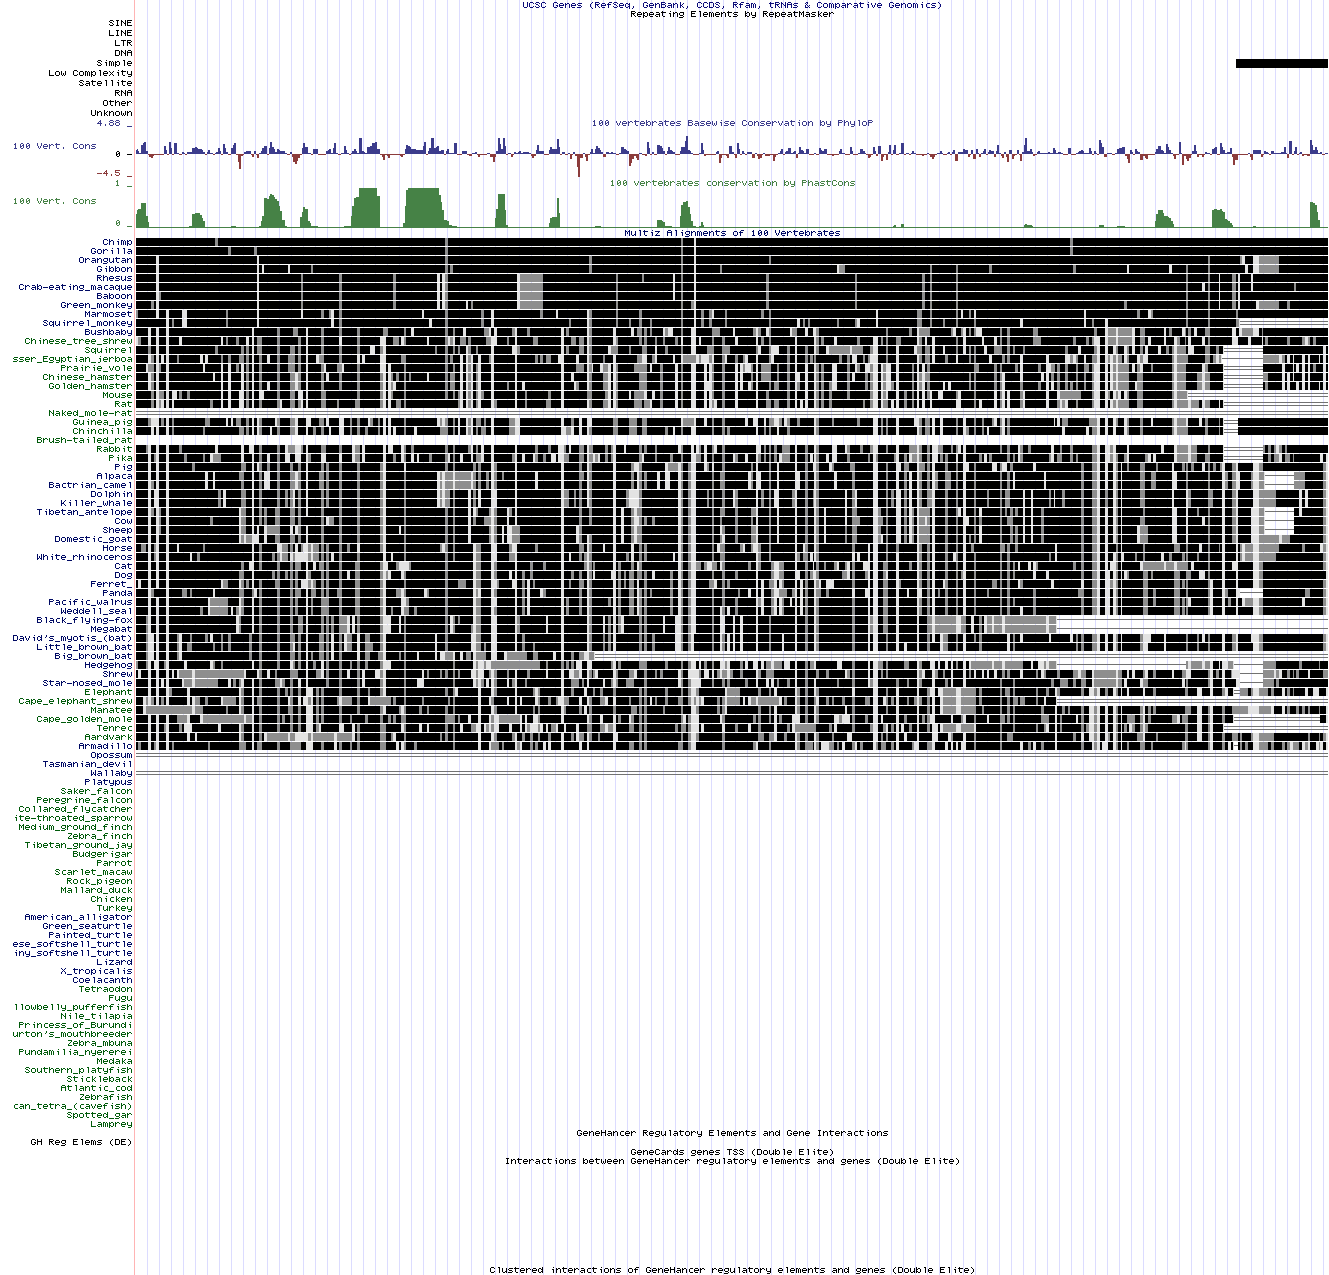 UCSC Genes (RefSeq, GenBank, CCDS, Rfam, tRNAs & Comparative Genomics)
Repeating Elements by RepeatMasker
SINE
LINE
LTR
DNA
Simple
Low Complexity
Satellite
RNA
Other
Unknown
4.88 _
100 vertebrates Basewise Conservation by PhyloP
100 Vert. Cons
0 _
-4.5 _
100 vertebrates conservation by PhastCons
1 _
100 Vert. Cons
0 _
Multiz Alignments of 100 Vertebrates
Chimp
Gorilla
Orangutan
Gibbon
Rhesus
Crab-eating_macaque
Baboon
Green_monkey
Marmoset
Squirrel_monkey
Bushbaby
Chinese_tree_shrew
Squirrel
sser_Egyptian_jerboa
Prairie_vole
Chinese_hamster
Golden_hamster
Mouse
Rat
Naked_mole-rat
Guinea_pig
Chinchilla
Brush-tailed_rat
Rabbit
Pika
Pig
Alpaca
Bactrian_camel
Dolphin
Killer_whale
Tibetan_antelope
Cow
Sheep
Domestic_goat
Horse
White_rhinoceros
Cat
Dog
Ferret_
Panda
Pacific_walrus
Weddell_seal
Black_flying-fox
Megabat
David's_myotis_(bat)
Little_brown_bat
Big_brown_bat
Hedgehog
Shrew
Star-nosed_mole
Elephant
Cape_elephant_shrew
Manatee
Cape_golden_mole
Tenrec
Aardvark
Armadillo
Opossum
Tasmanian_devil
Wallaby
Platypus
Saker_falcon
Peregrine_falcon
Collared_flycatcher
ite-throated_sparrow
Medium_ground_finch
Zebra_finch
Tibetan_ground_jay
Budgerigar
Parrot
Scarlet_macaw
Rock_pigeon
Mallard_duck
Chicken
Turkey
American_alligator
Green_seaturtle
Painted_turtle
ese_softshell_turtle
iny_softshell_turtle
Lizard
X_tropicalis
Coelacanth
Tetraodon
Fugu
llowbelly_pufferfish
Nile_tilapia
Princess_of_Burundi
urton's_mouthbreeder
Zebra_mbuna
Pundamilia_nyererei
Medaka
Southern_platyfish
Stickleback
Atlantic_cod
Zebrafish
can_tetra_(cavefish)
Spotted_gar
Lamprey
GeneHancer Regulatory Elements and Gene Interactions
GH Reg Elems (DE)
GeneCards genes TSS (Double Elite)
Interactions between GeneHancer regulatory elements and genes (Double Elite)
Clustered interactions of GeneHancer regulatory elements and genes (Double Elite)